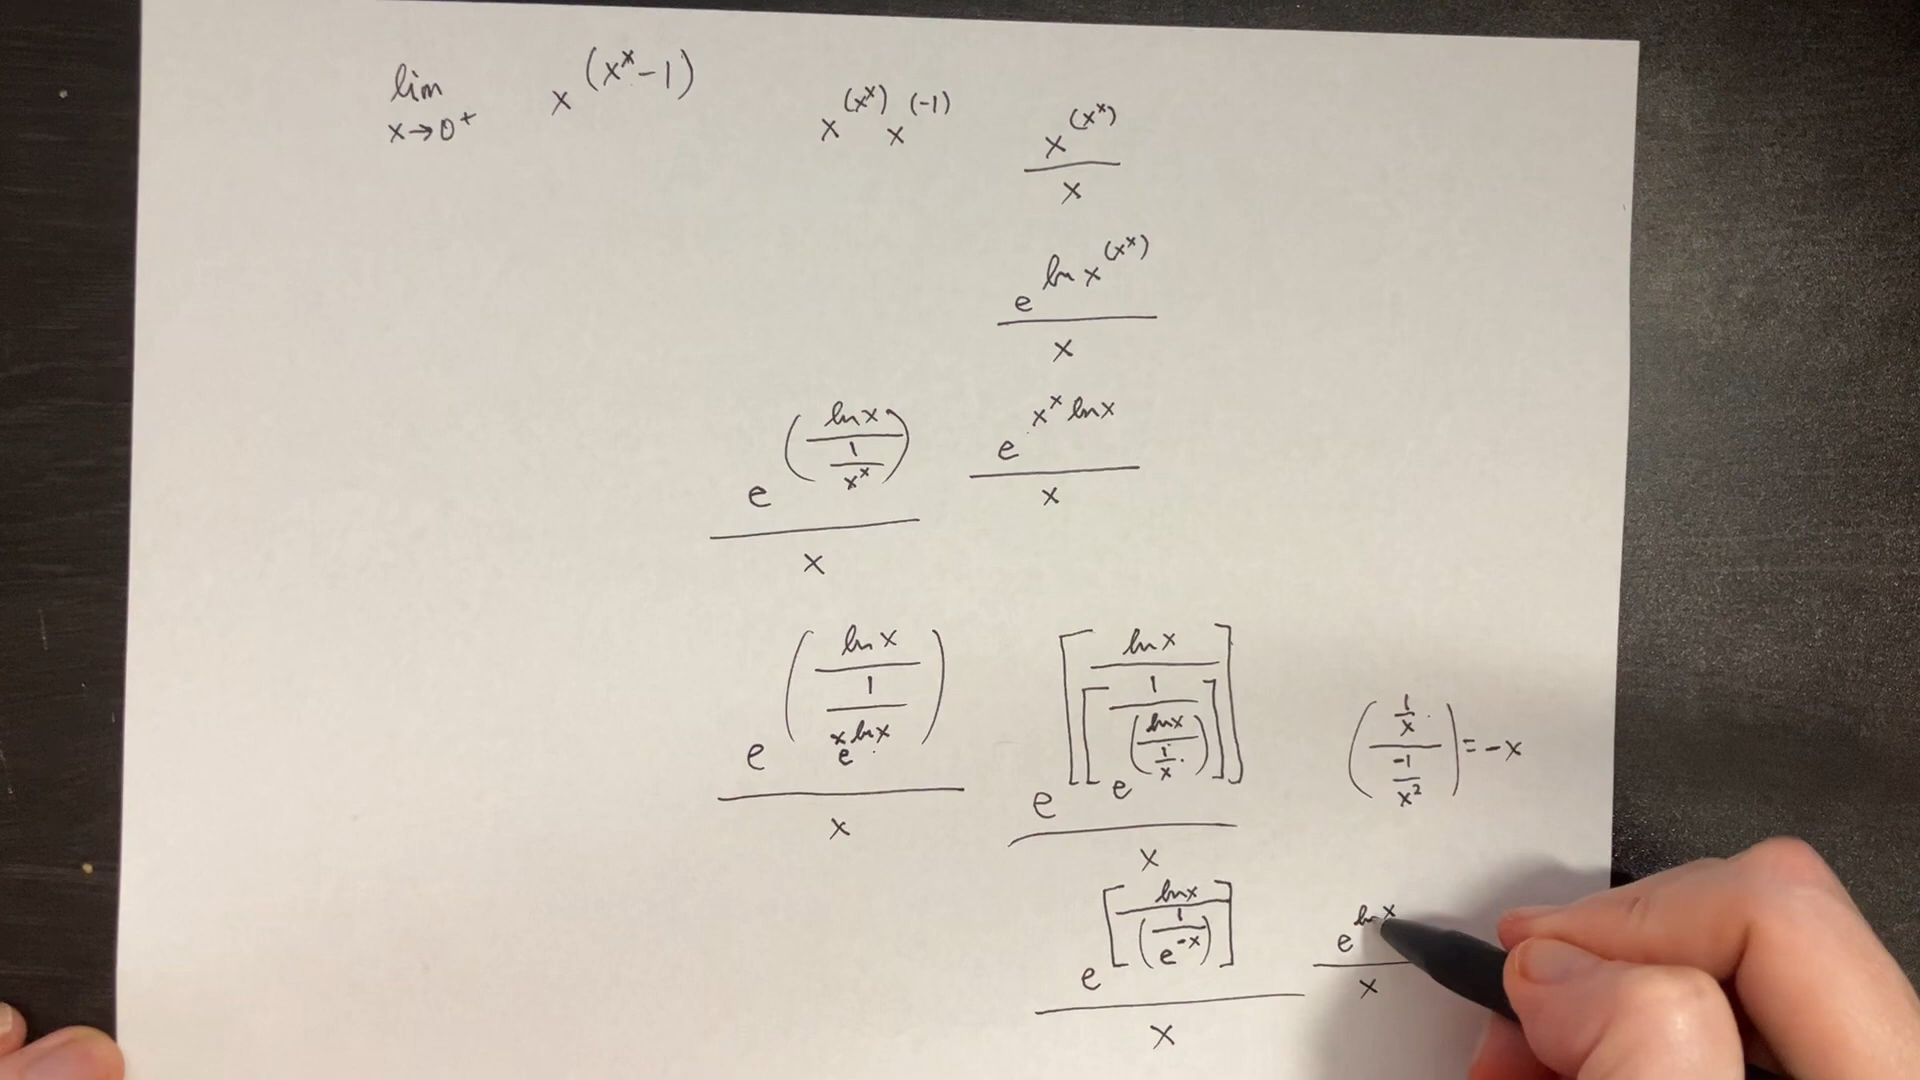 lim x→0⁺ x^(x^x - 1)
x^(x^x) x^(-1)
x^(x^x) / x
e^(ln x^(x^x)) / x
e^(x^x ln x) / x
e^(ln x / (1/x^x)) / x
e^(ln x / (1/e^(x ln x))) / x
e^[ln x / [1/e^(ln x / (1/x))]] / x
((1/x) / (-1/x²)) = -x
e^[ln x / (1/e^(-x))] / x
e^(ln x) / x